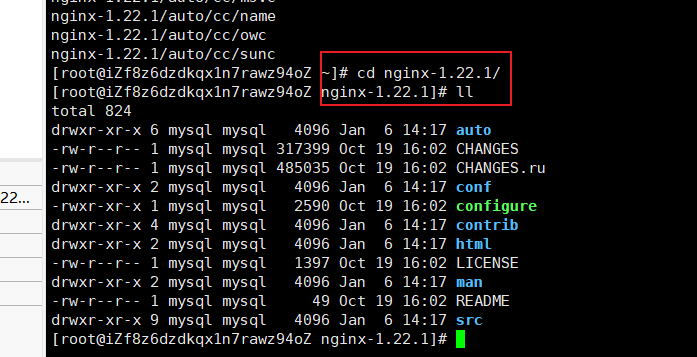 nginx-1.22.1/auto/cc/name
nginx-1.22.1/auto/cc/owc
nginx-1.22.1/auto/cc/sunc
[root@iZf8z6dzdkqx1n7rawz94oZ ~]# cd nginx-1.22.1/
[root@iZf8z6dzdkqx1n7rawz94oZ nginx-1.22.1]# ll
total 824
drwxr-xr-x 6 mysql mysql   4096 Jan  6 14:17 auto
-rw-r--r-- 1 mysql mysql 317399 Oct 19 16:02 CHANGES
-rw-r--r-- 1 mysql mysql 485035 Oct 19 16:02 CHANGES.ru
drwxr-xr-x 2 mysql mysql   4096 Jan  6 14:17 conf
-rwxr-xr-x 1 mysql mysql   2590 Oct 19 16:02 configure
drwxr-xr-x 4 mysql mysql   4096 Jan  6 14:17 contrib
22...
drwxr-xr-x 2 mysql mysql   4096 Jan  6 14:17 html
-rw-r--r-- 1 mysql mysql   1397 Oct 19 16:02 LICENSE
drwxr-xr-x 2 mysql mysql   4096 Jan  6 14:17 man
-rw-r--r-- 1 mysql mysql     49 Oct 19 16:02 README
drwxr-xr-x 9 mysql mysql   4096 Jan  6 14:17 src
[root@iZf8z6dzdkqx1n7rawz94oZ nginx-1.22.1]#